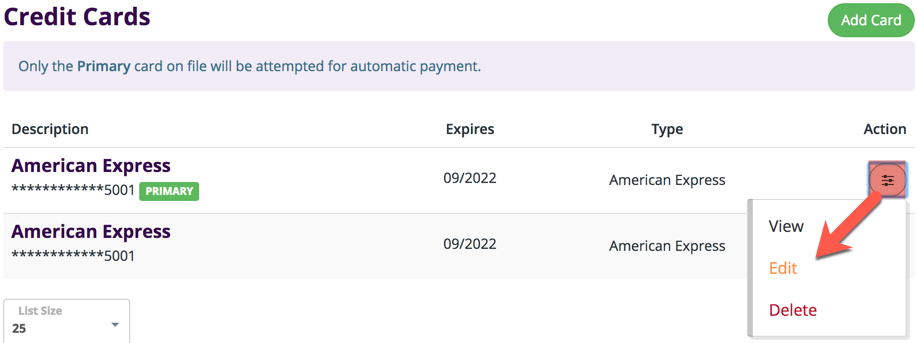 Credit Cards
Add Card
Only the Primary card on file will be attempted for automatic payment.
Description Expires Type Action
American Express
************5001 PRIMARY
09/2022
American Express
American Express
************5001
09/2022
American Express
View
Edit
Delete
List Size
25